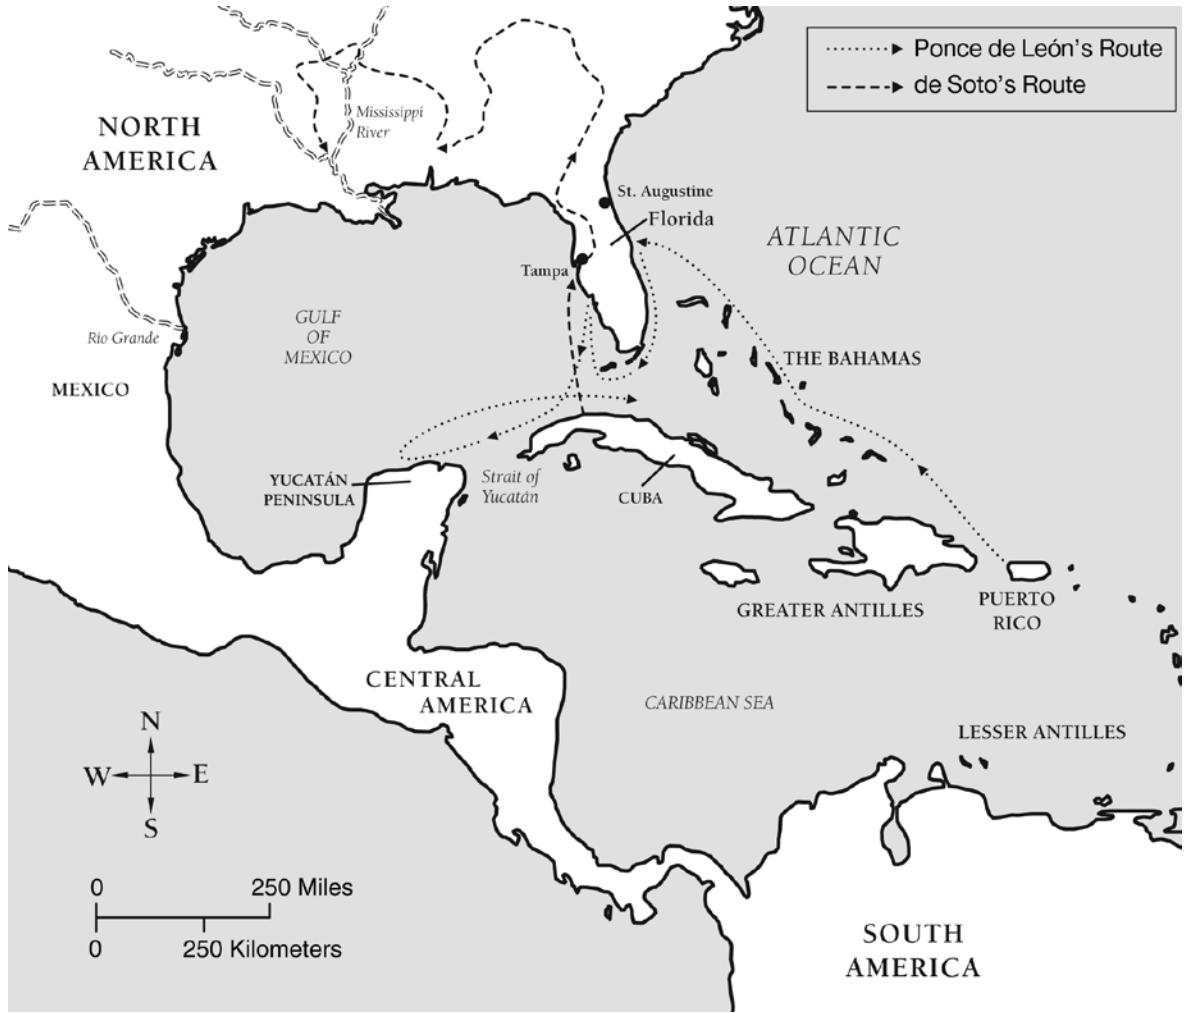 Ponce de León's Route
de Soto's Route
Mississippi
River
NORTH
AMERICA
St. Augustine
Florida
ATLANTIC
OCEAN
Tampa
GULF
OF
MEXICO
Rio Grande
THE BAHAMAS
MEXICO
YUCATÁN
PENINSULA
Strait of
Yucatán
CUBA
GREATER ANTILLES
PUERTO
RICO
CENTRAL
AMERICA
CARIBBEAN SEA
LESSER ANTILLES
N
W E
S
0 250 Miles
0 250 Kilometers
SOUTH
AMERICA